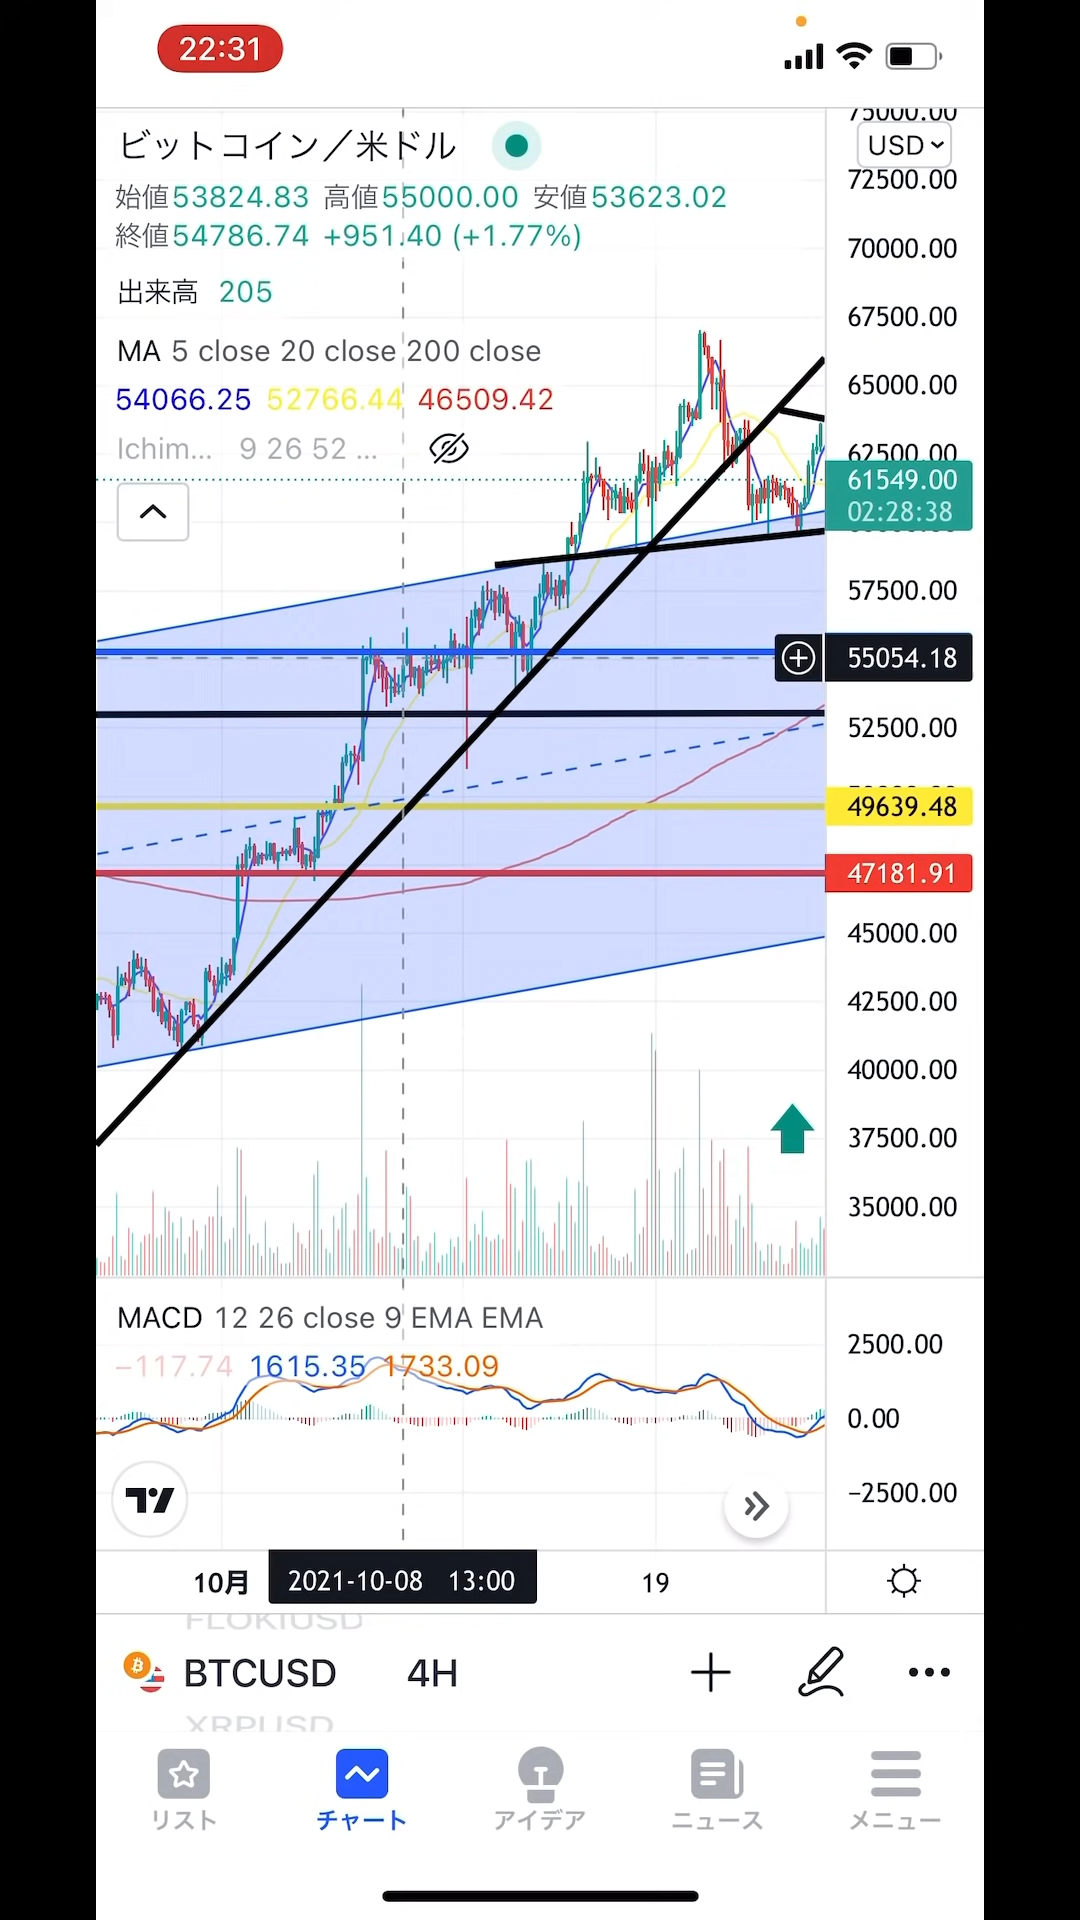 22:31
ビットコイン／米ドル
USD
75000.00
72500.00
70000.00
67500.00
65000.00
62500.00
61549.00
02:28:38
57500.00
55054.18
52500.00
49639.48
47181.91
45000.00
42500.00
40000.00
37500.00
35000.00
始値53824.83 高値55000.00 安値53623.02
終値54786.74 +951.40 (+1.77%)
出来高 205
MA 5 close 20 close 200 close
54066.25 52766.44 46509.42
Ichim... 9 26 52 ...
MACD 12 26 close 9 EMA EMA
−117.74 1615.35 1733.09
2500.00
0.00
−2500.00
10月 2021-10-08 13:00 19
FLOKIUSD
BTCUSD 4H
XRPUSD
リスト チャート アイデア ニュース メニュー